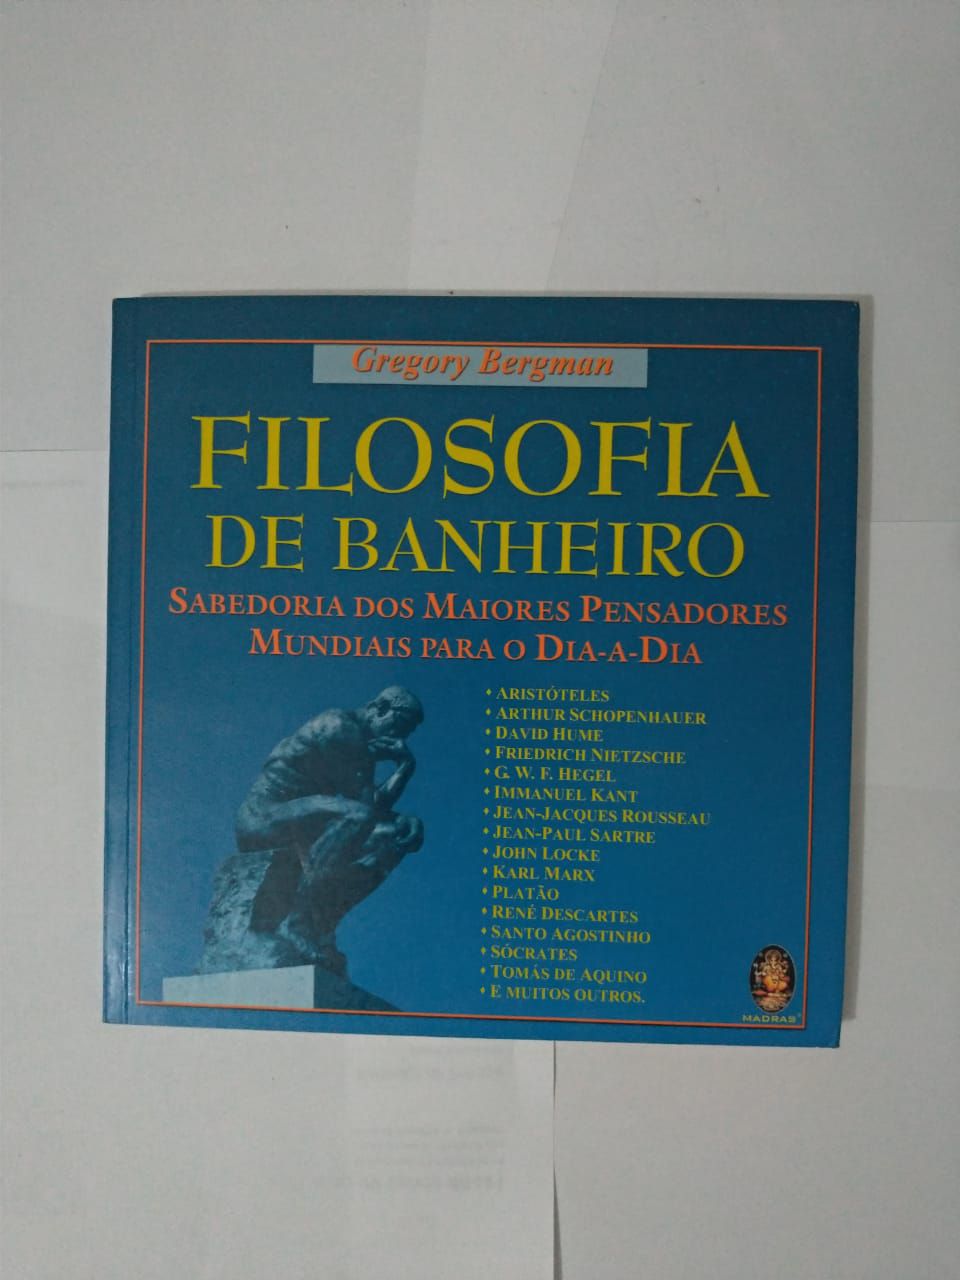 Gregory Bergman
FILOSOFIA
DE BANHEIRO
SABEDORIA DOS MAIORES PENSADORES
MUNDIAIS PARA O DIA-A-DIA
• ARISTÓTELES
• ARTHUR SCHOPENHAUER
• DAVID HUME
• FRIEDRICH NIETZSCHE
• G. W. F. HEGEL
• IMMANUEL KANT
• JEAN-JACQUES ROUSSEAU
• JEAN-PAUL SARTRE
• JOHN LOCKE
• KARL MARX
• PLATÃO
• RENÉ DESCARTES
• SANTO AGOSTINHO
• SÓCRATES
• TOMÁS DE AQUINO
• E MUITOS OUTROS.
MADRAS®